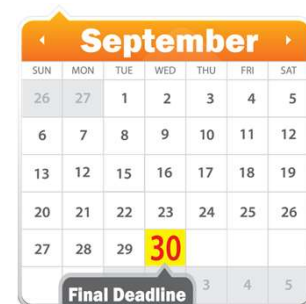 September
SUN MON TUE WED THU FRI SAT
26 27 1 2 3 4 5
6 7 8 9 10 11 12
13 12 15 16 17 18 19
20 21 22 23 24 25 26
27 28 29 30
3 4 5
Final Deadline